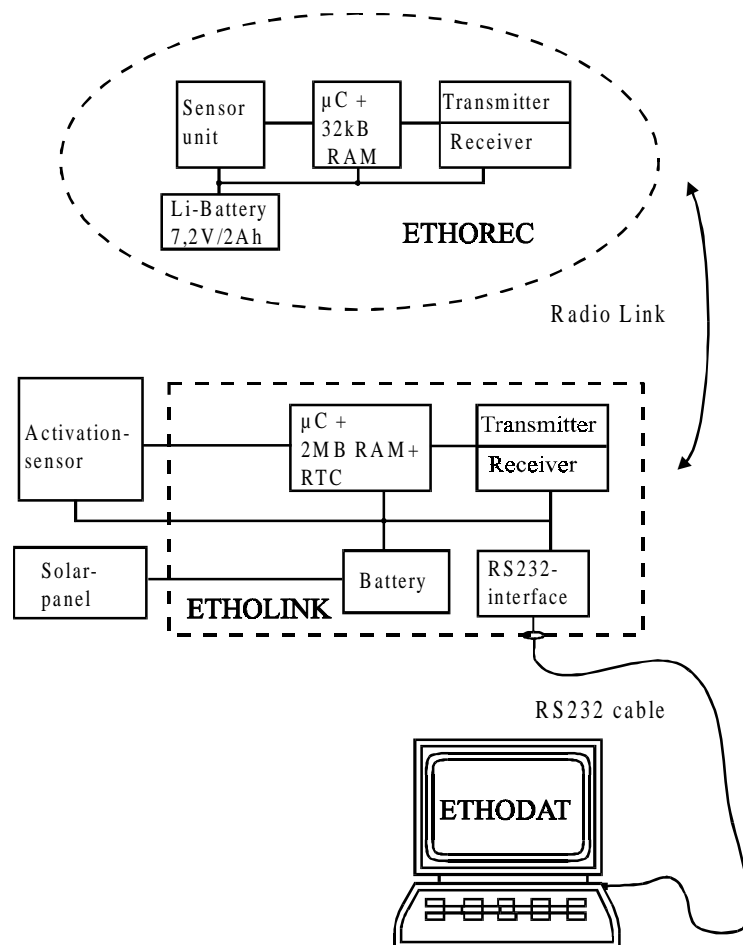 Sensor
unit
µC +
32kB
RAM
Transmitter
Receiver
Li-Battery
7,2V/2Ah
ETHOREC
Radio Link
Activation-
sensor
µC +
2MB RAM+
RTC
Transmitter
Receiver
Solar-
panel
Battery
RS232-
interface
ETHOLINK
RS232 cable
ETHODAT